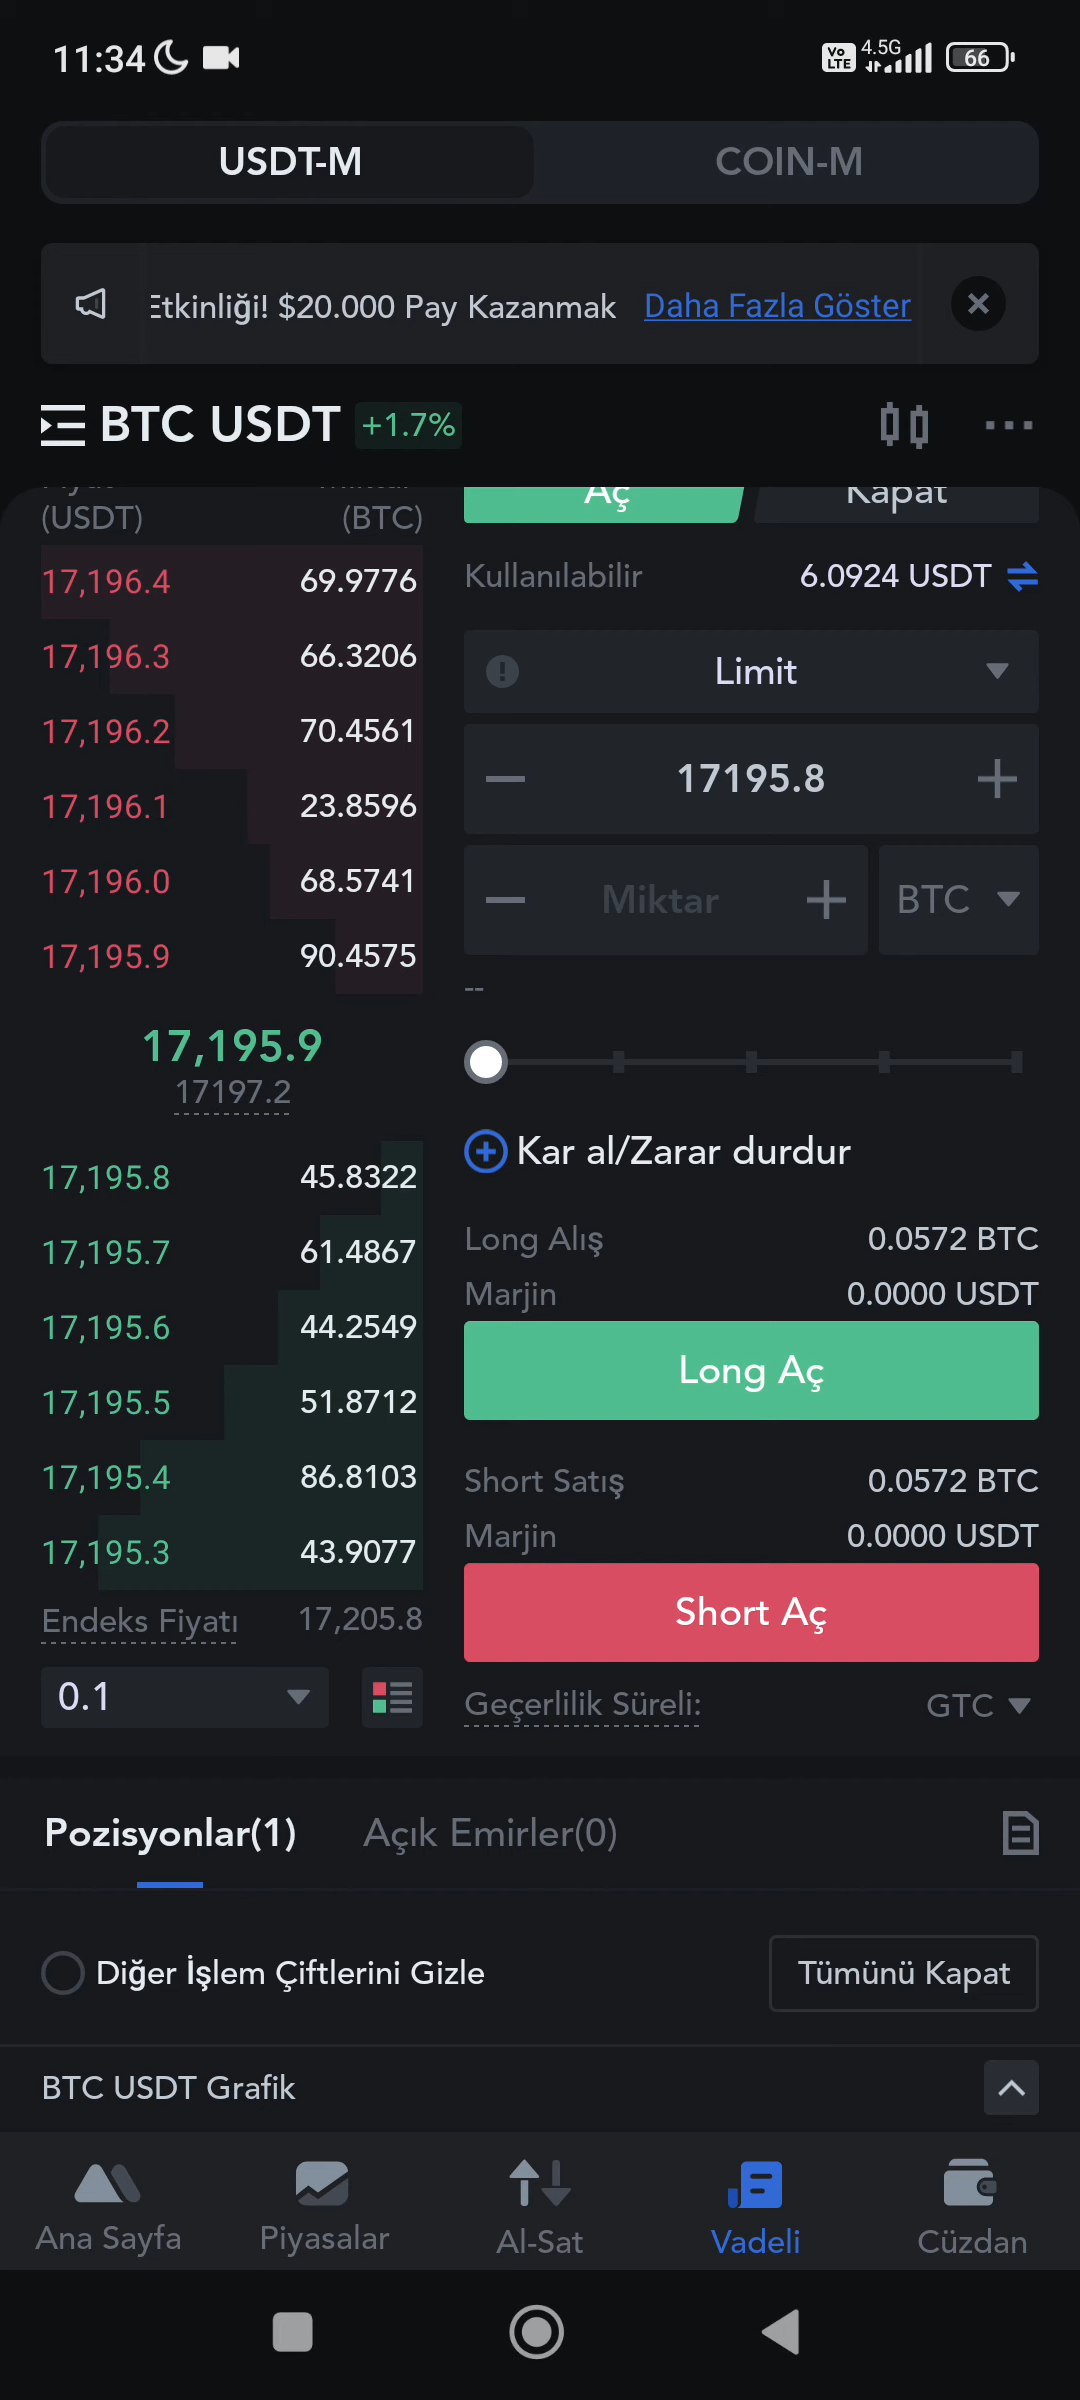 11:34
Vo LTE 4.5G 66
USDT-M COIN-M
Etkinliği! $20.000 Pay Kazanmak Daha Fazla Göster
BTC USDT +1.7%
(USDT) (BTC)
17,196.4 69.9776
17,196.3 66.3206
17,196.2 70.4561
17,196.1 23.8596
17,196.0 68.5741
17,195.9 90.4575
17,195.9
17197.2
17,195.8 45.8322
17,195.7 61.4867
17,195.6 44.2549
17,195.5 51.8712
17,195.4 86.8103
17,195.3 43.9077
Endeks Fiyatı 17,205.8
0.1
Aç Kapat
Kullanılabilir 6.0924 USDT
Limit
17195.8
Miktar BTC
--
Kar al/Zarar durdur
Long Alış 0.0572 BTC
Marjin 0.0000 USDT
Long Aç
Short Satış 0.0572 BTC
Marjin 0.0000 USDT
Short Aç
Geçerlilik Süreli: GTC
Pozisyonlar(1) Açık Emirler(0)
Diğer İşlem Çiftlerini Gizle Tümünü Kapat
BTC USDT Grafik
Ana Sayfa Piyasalar Al-Sat Vadeli Cüzdan